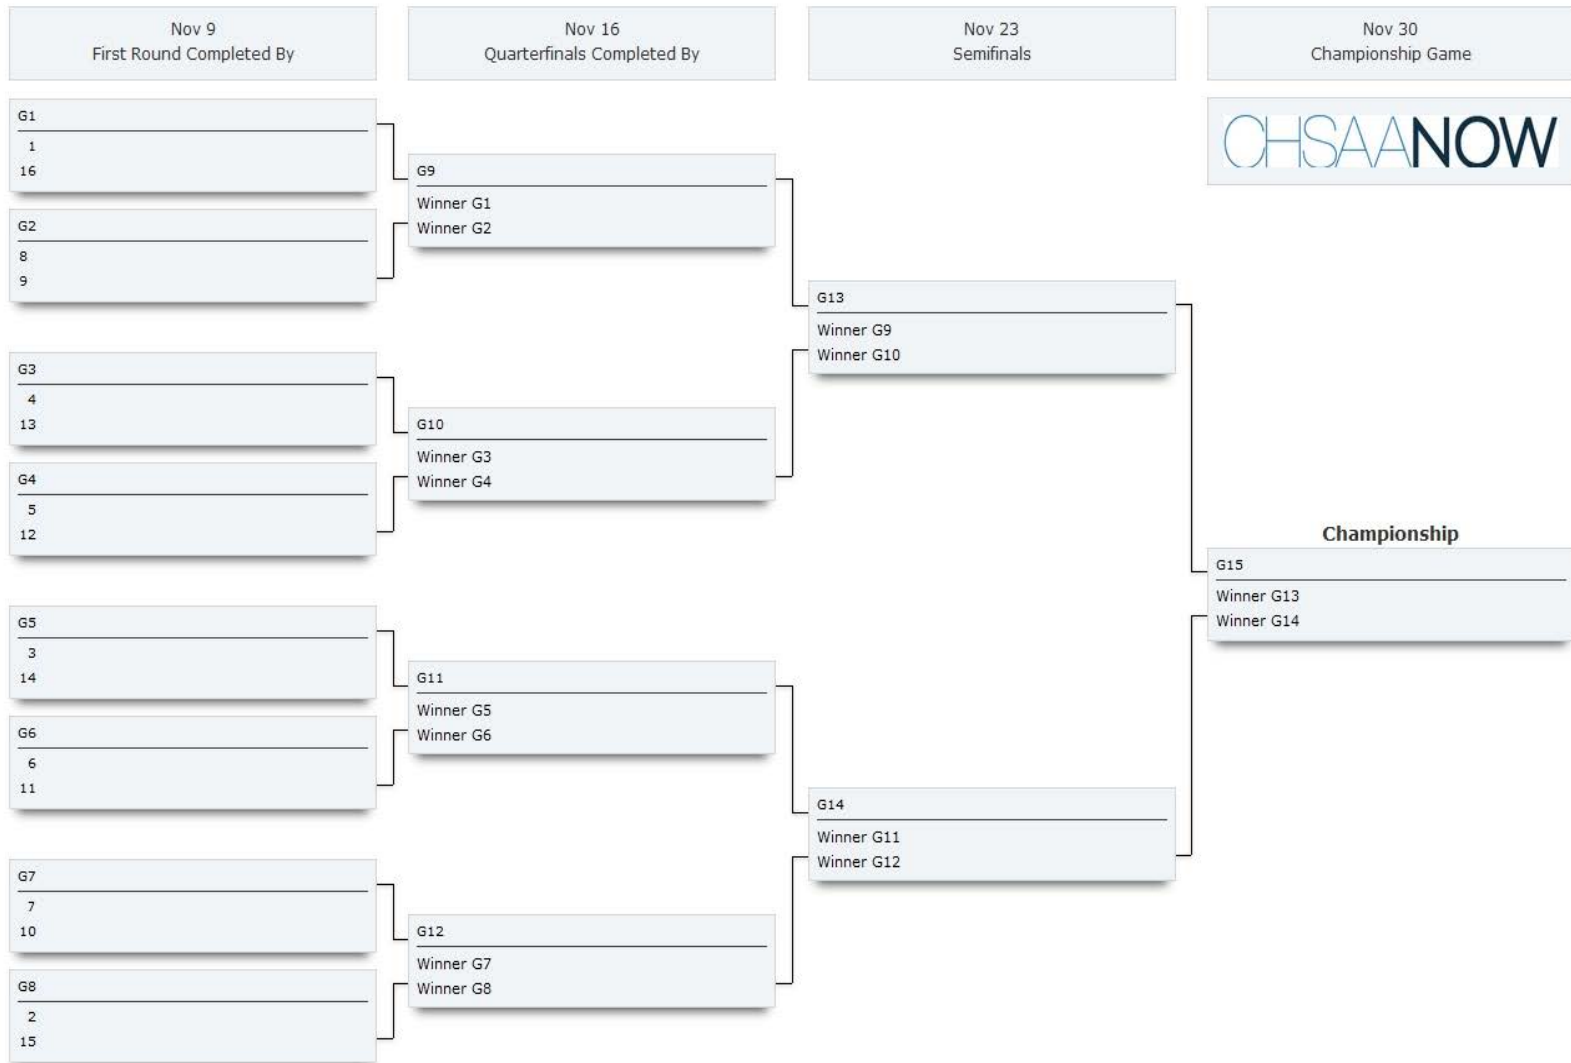 Nov 9
First Round Completed By
Nov 16
Quarterfinals Completed By
Nov 23
Semifinals
Nov 30
Championship Game
CHSAANOW
G1
1
16
G2
8
9
G3
4
13
G4
5
12
G5
3
14
G6
6
11
G7
7
10
G8
2
15
G9
Winner G1
Winner G2
G10
Winner G3
Winner G4
G11
Winner G5
Winner G6
G12
Winner G7
Winner G8
G13
Winner G9
Winner G10
G14
Winner G11
Winner G12
Championship
G15
Winner G13
Winner G14